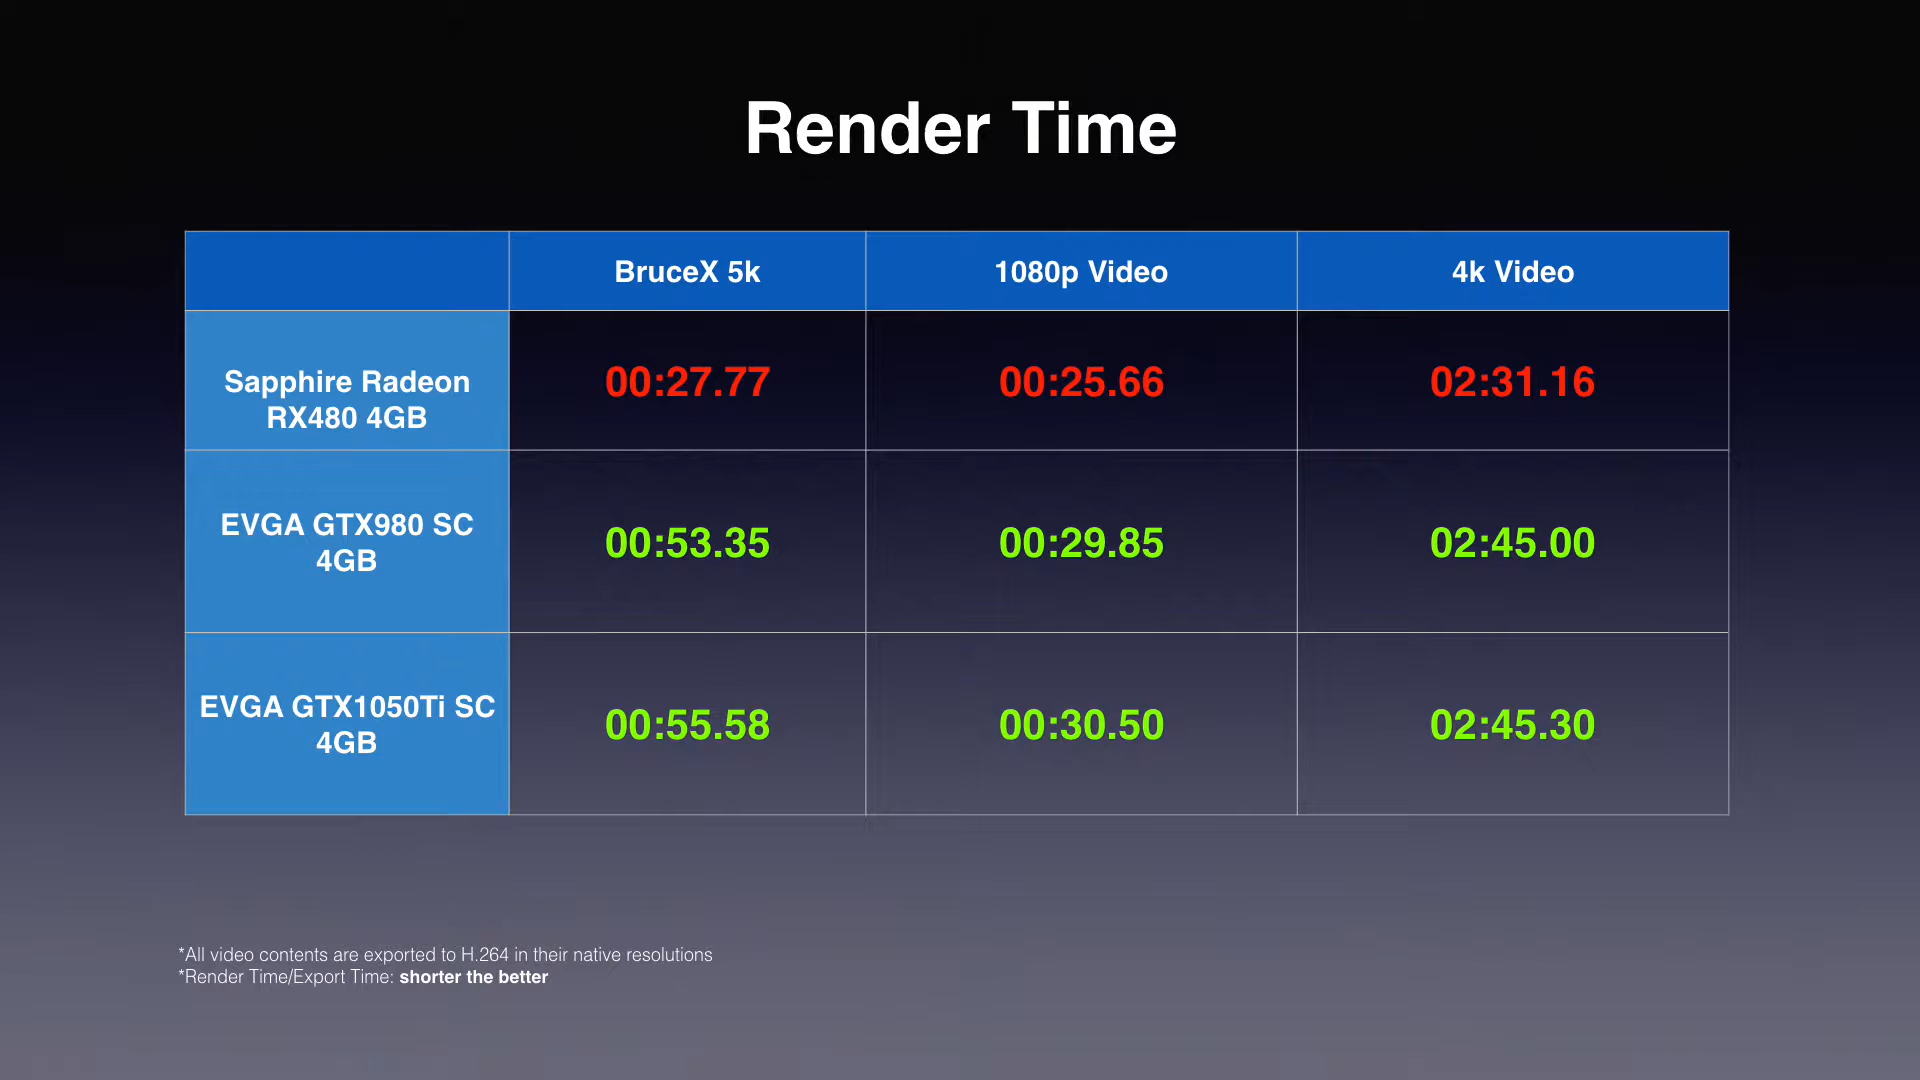 Render Time
BruceX 5k
1080p Video
4k Video
Sapphire Radeon
RX480 4GB
00:27.77
00:25.66
02:31.16
EVGA GTX980 SC
4GB
00:53.35
00:29.85
02:45.00
EVGA GTX1050Ti SC
4GB
00:55.58
00:30.50
02:45.30
*All video contents are exported to H.264 in their native resolutions
*Render Time/Export Time: shorter the better